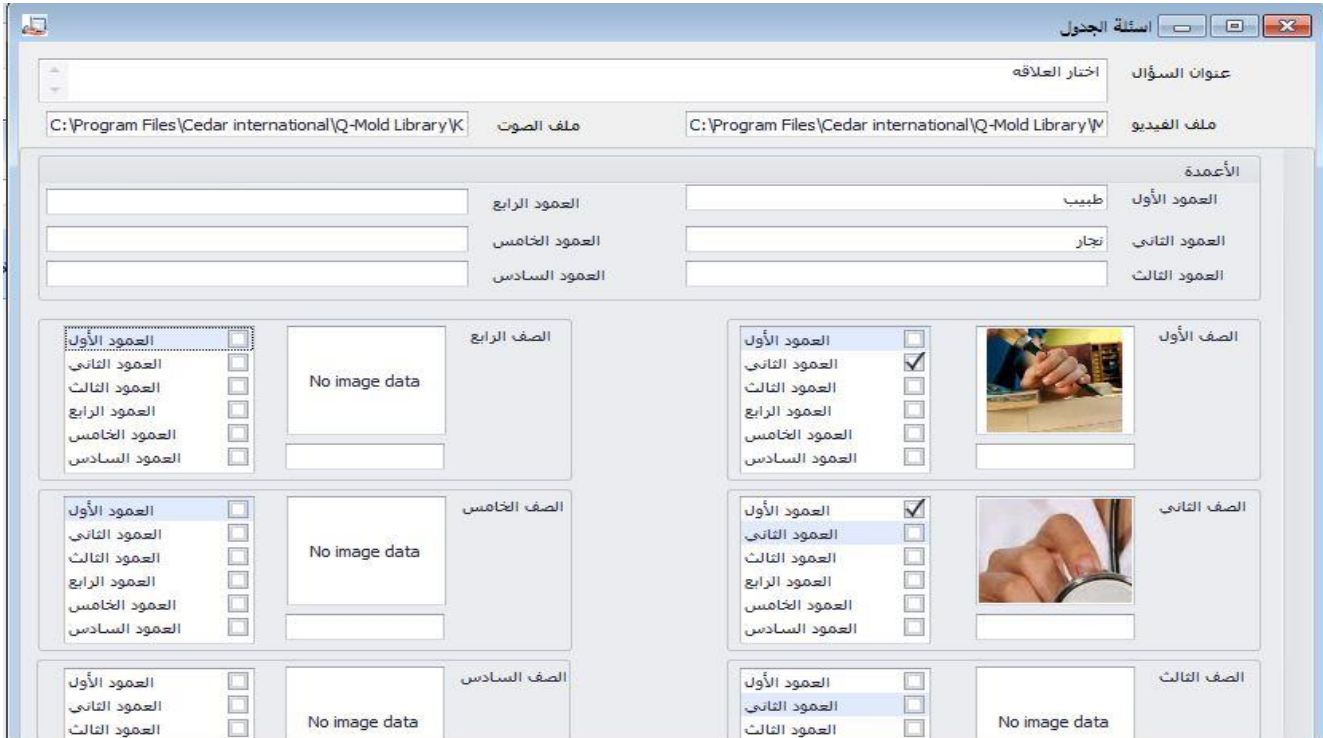 اسئلة الجدول
عنوان السؤال اختار العلاقه
ملف الفيديو C:\Program Files\Cedar international\Q-Mold Library\M ملف الصوت C:\Program Files\Cedar international\Q-Mold Library\K
الأعمدة
العمود الأول طبيب العمود الرابع
العمود الثاني نجار العمود الخامس
العمود الثالث العمود السادس
الصف الأول
العمود الأول
العمود الثاني
العمود الثالث
العمود الرابع
العمود الخامس
العمود السادس
الصف الرابع
No image data
العمود الأول
العمود الثاني
العمود الثالث
العمود الرابع
العمود الخامس
العمود السادس
الصف الثاني
العمود الأول
العمود الثاني
العمود الثالث
العمود الرابع
العمود الخامس
العمود السادس
الصف الخامس
No image data
العمود الأول
العمود الثاني
العمود الثالث
العمود الرابع
العمود الخامس
العمود السادس
الصف الثالث
No image data
العمود الأول
العمود الثاني
العمود الثالث
الصف السادس
No image data
العمود الأول
العمود الثاني
العمود الثالث